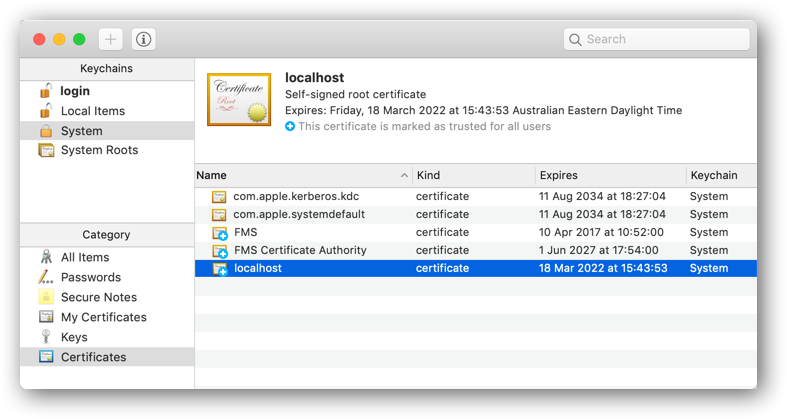 Search
Keychains
login
Local Items
System
System Roots
Category
All Items
Passwords
Secure Notes
My Certificates
Keys
Certificates
Certificate
Root
localhost
Self-signed root certificate
Expires: Friday, 18 March 2022 at 15:43:53 Australian Eastern Daylight Time
This certificate is marked as trusted for all users
Name Kind Expires Keychain
com.apple.kerberos.kdc certificate 11 Aug 2034 at 18:27:04 System
com.apple.systemdefault certificate 11 Aug 2034 at 18:27:04 System
FMS certificate 10 Apr 2017 at 10:52:00 System
FMS Certificate Authority certificate 1 Jun 2027 at 17:54:00 System
localhost certificate 18 Mar 2022 at 15:43:53 System